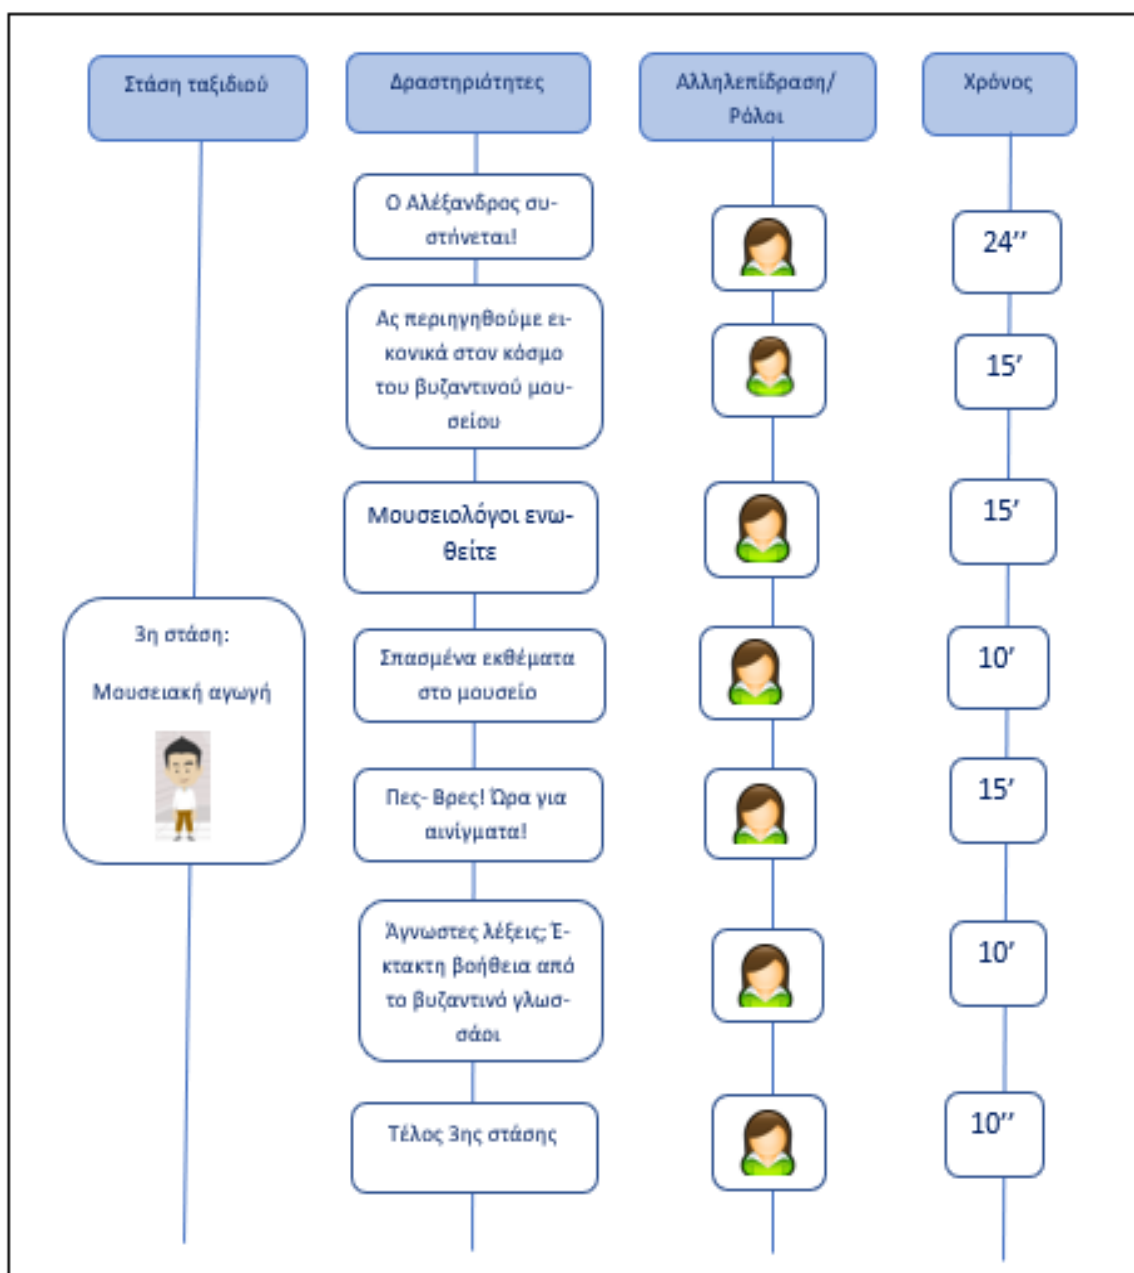 Στάση ταξιδιού
Δραστηριότητες
Αλληλεπίδραση/
Ρόλοι
Χρόνος
Ο Αλέξανδρος συ-
στήνεται!
24’’
Ας περιηγηθούμε ει-
κονικά στον κόσμο
του βυζαντινού μου-
σείου
15’
Μουσειολόγοι ενω-
θείτε
15’
3η στάση:
Μουσειακή αγωγή
Σπασμένα εκθέματα
στο μουσείο
10’
Πες- Βρες! Ώρα για
αινίγματα!
15’
Άγνωστες λέξεις; Έ-
κτακτη βοήθεια από
το βυζαντινό γλωσ-
σάρι
10’
Τέλος 3ης στάσης
10’’